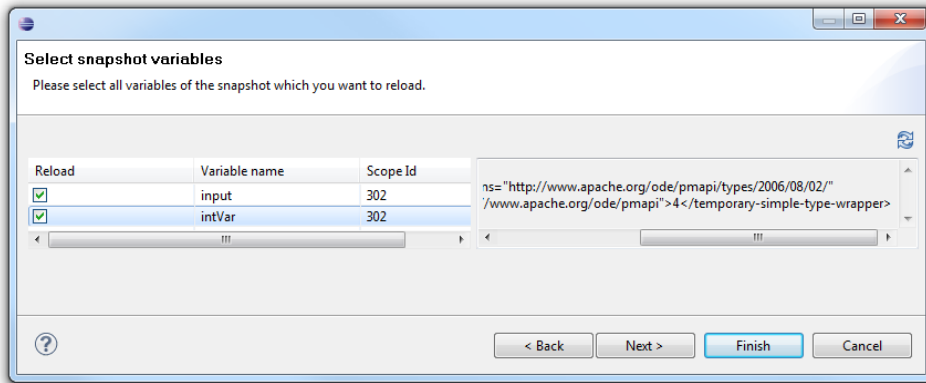 Select snapshot variables
Please select all variables of the snapshot which you want to reload.
Reload Variable name Scope Id
input 302
intVar 302
ns="http://www.apache.org/ode/pmapi/types/2006/08/02/"
//www.apache.org/ode/pmapi">4</temporary-simple-type-wrapper>
< Back Next > Finish Cancel